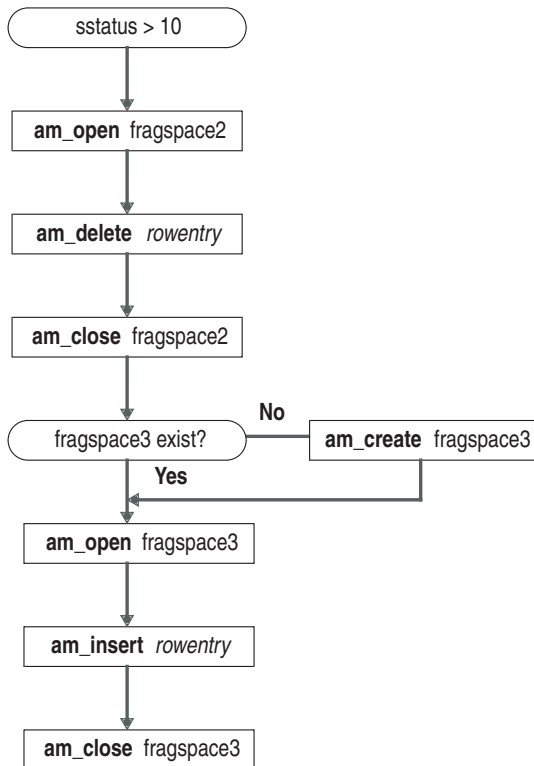 sstatus > 10
am_open fragspace2
am_delete rowentry
am_close fragspace2
fragspace3 exist?
No
am_create fragspace3
Yes
am_open fragspace3
am_insert rowentry
am_close fragspace3